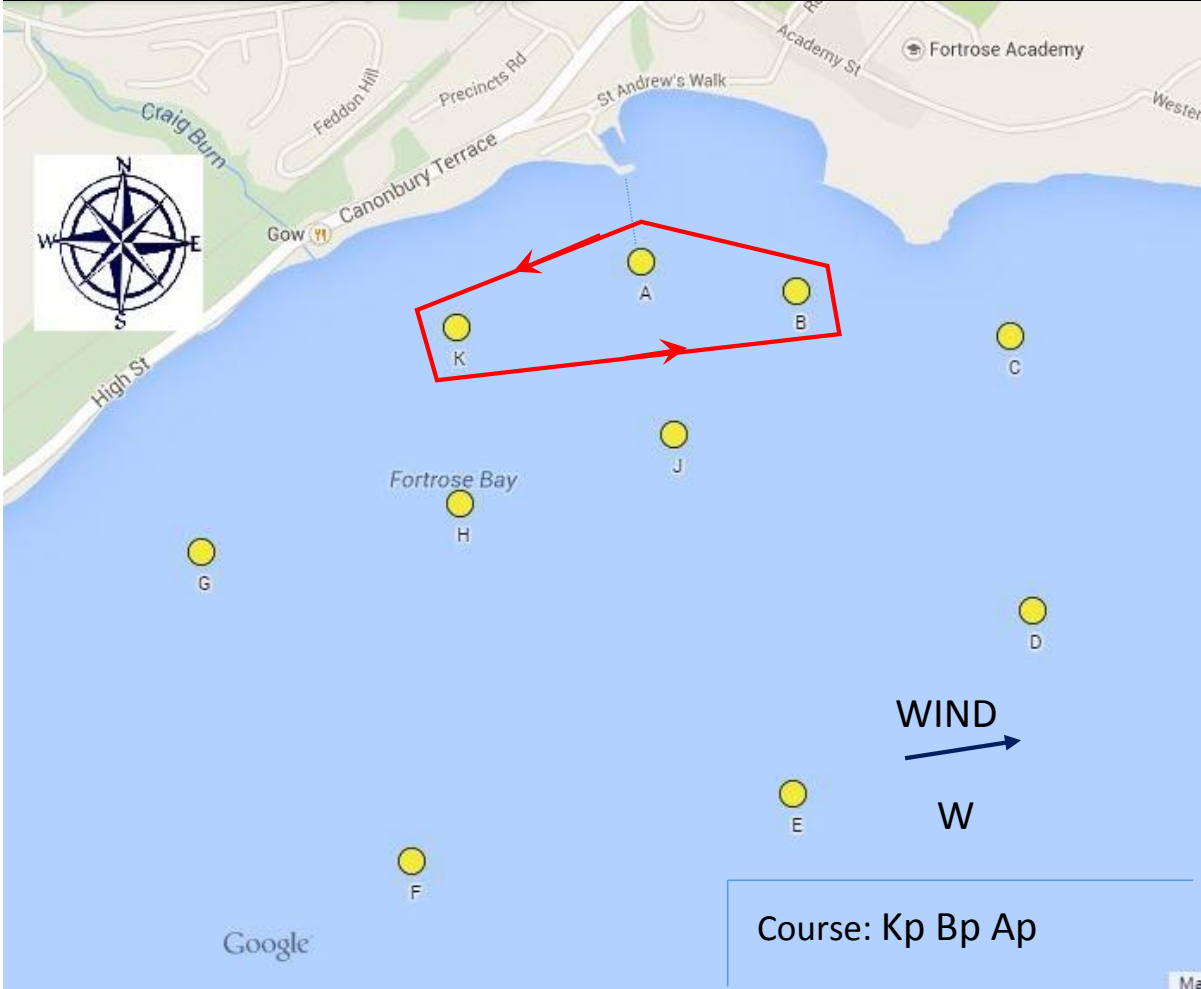 Academy St
Fortrose Academy
Precincts Rd
St Andrew's Walk
Feddon Hill
Wester
Craig Burn
Canonbury Terrace
N
W
E
S
Gow
High St
A
B
K
C
J
Fortrose Bay
H
G
D
WIND
W
E
F
Course: Kp Bp Ap
Google
Ma